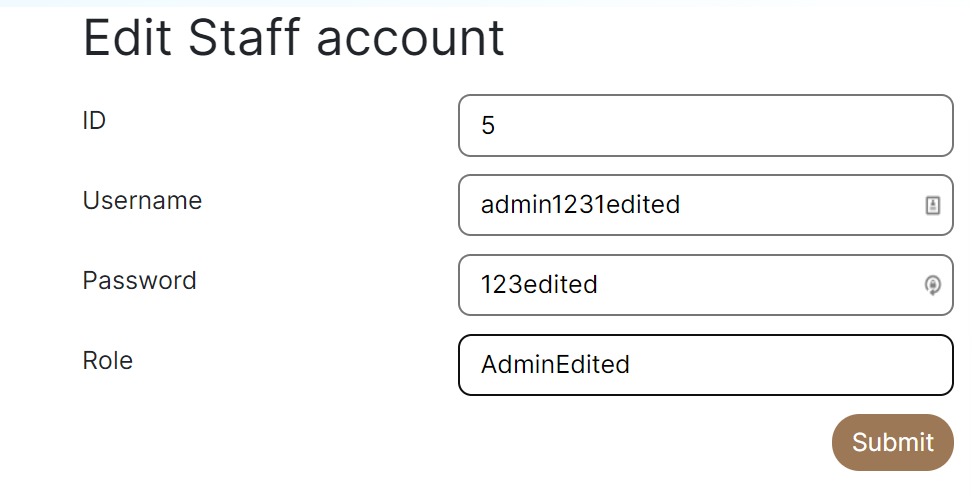 Edit Staff account
ID 5
Username admin1231edited
Password 123edited
Role AdminEdited
Submit